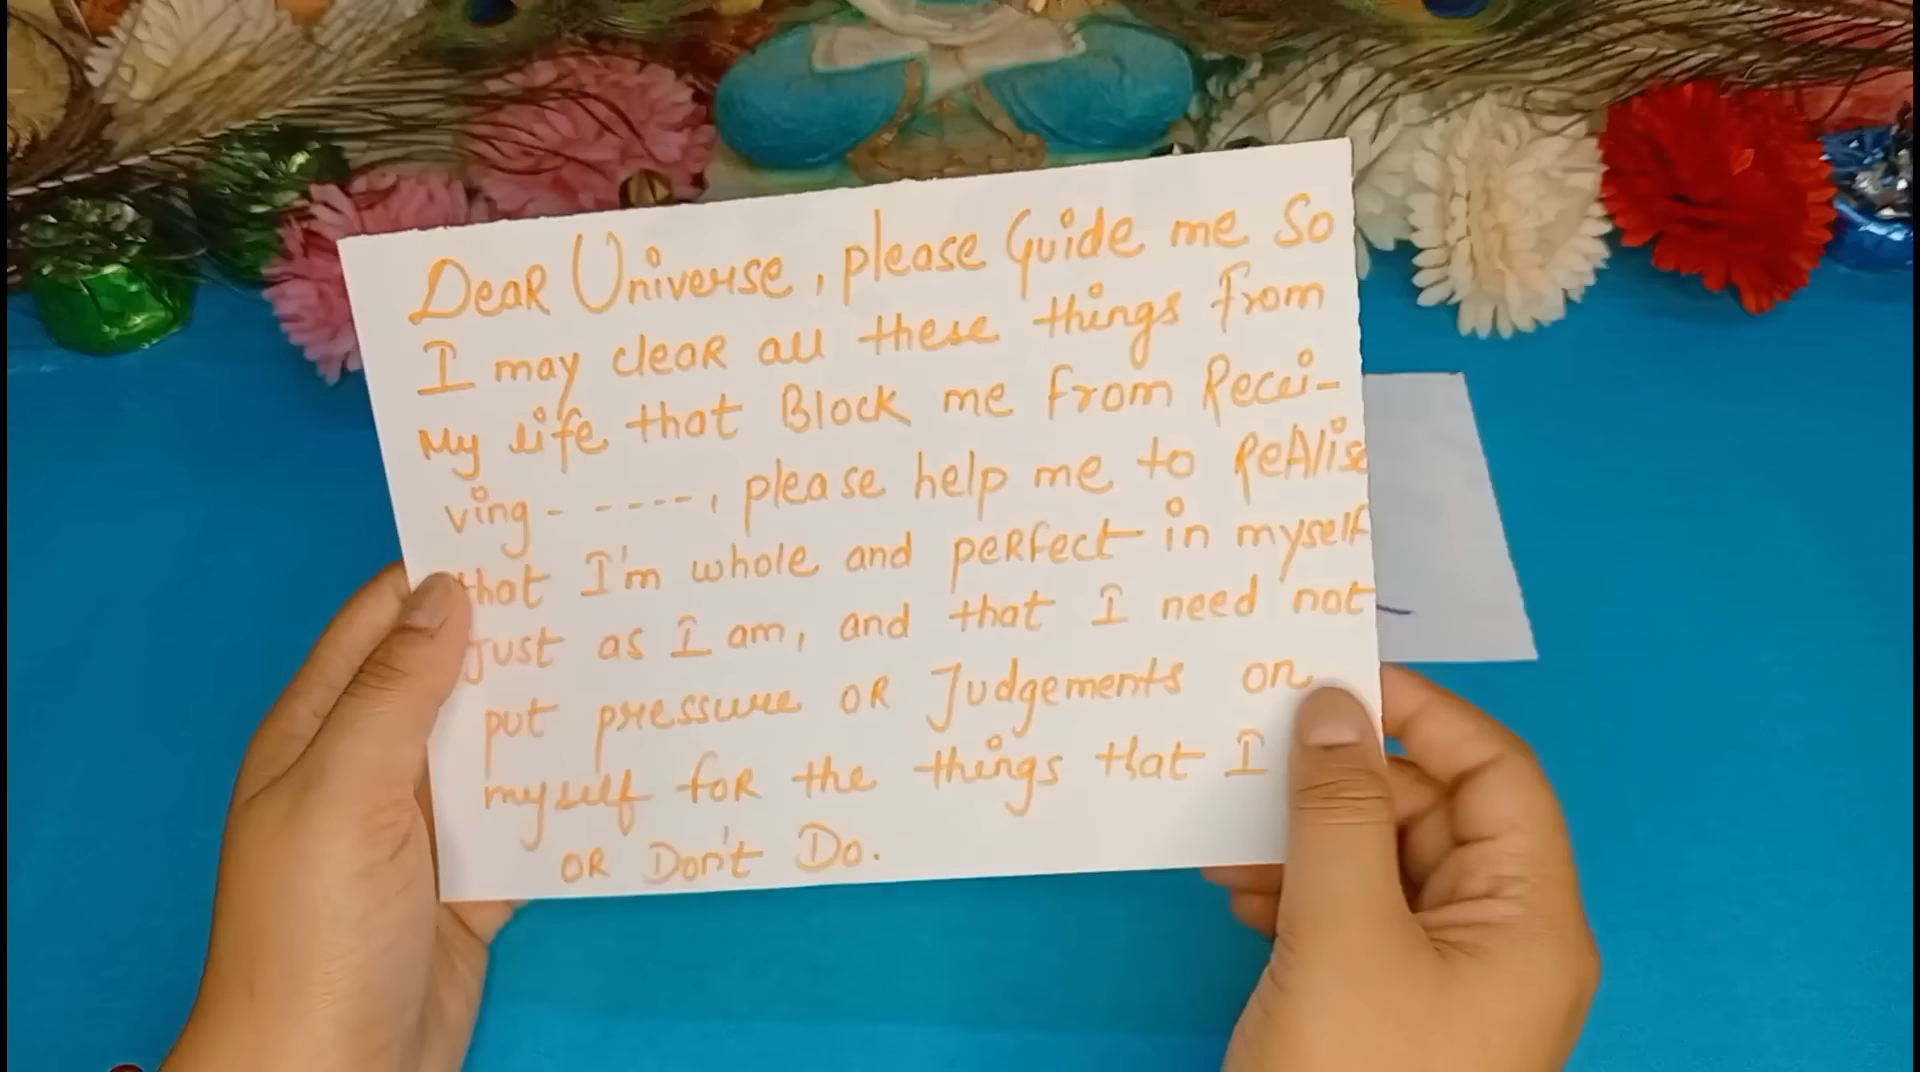 Dear Universe, please Guide me So
I may clear all these things from
My life that Block me from Recei-
ving - - - - - -, please help me to ReAlise
that I'm whole and perfect in myself
Just as I am, and that I need not
put pressure OR Judgements on
myself for the things that I
OR Don't Do.